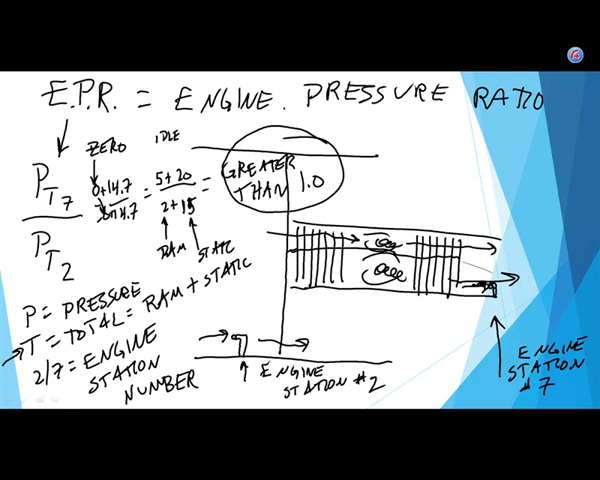 E.P.R. = ENGINE PRESSURE RATIO
ZERO IDLE
PT7 0+14.7 = 5+20 = GREATER THAN 1.0
PT2 0+14.7 2+15
RAM STATIC
P = PRESSURE
T = TOTAL = RAM + STATIC
2/7 = ENGINE
STATION
NUMBER
ENGINE
STATION #2
ENGINE
STATION
#7